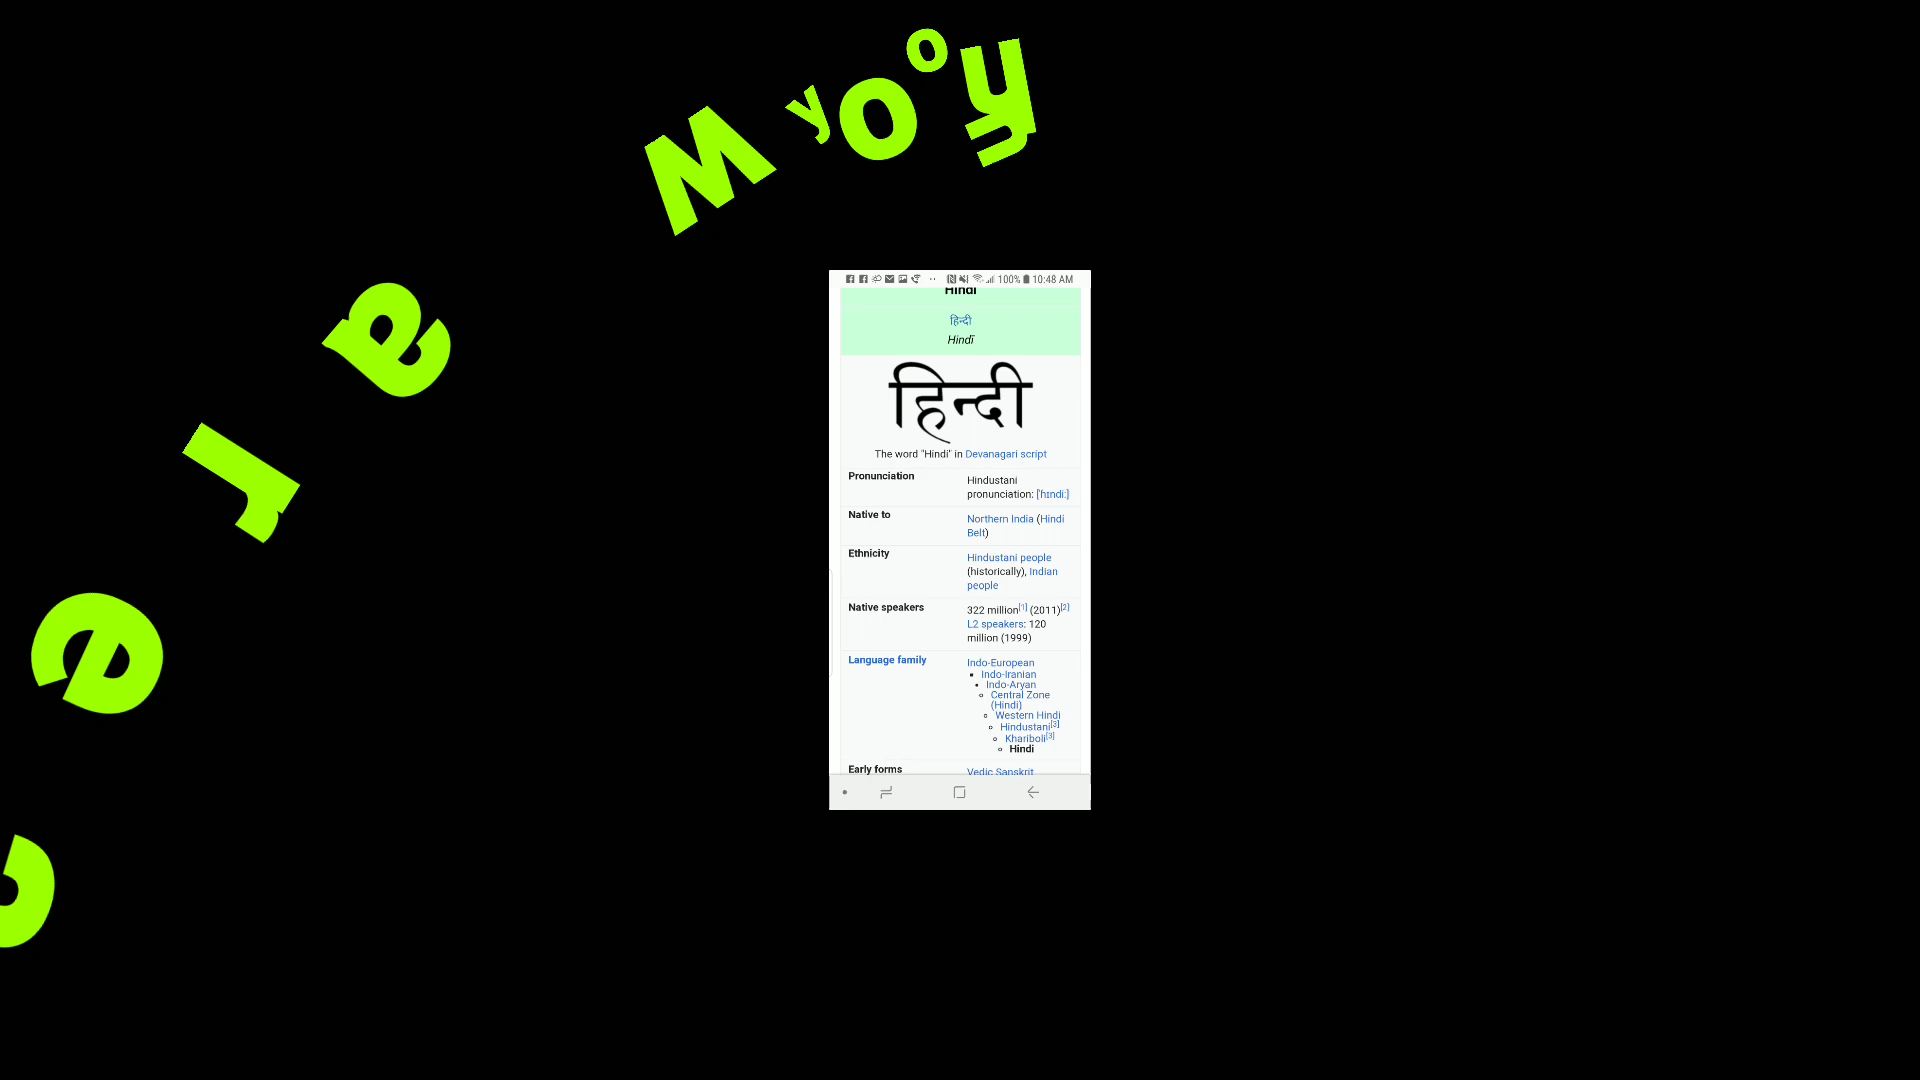 100% 10:48 AM
Hindi
हिन्दी
Hindī
हिन्दी
The word "Hindi" in Devanagari script
Pronunciation
Hindustani
pronunciation: [ˈɦɪndiː]
Native to
Northern India (Hindi
Belt)
Ethnicity
Hindustani people
(historically), Indian
people
Native speakers
322 million[1] (2011)[2]
L2 speakers: 120
million (1999)
Language family
Indo-European
Indo-Iranian
Indo-Aryan
Central Zone
(Hindi)
Western Hindi
Hindustani[3]
Khariboli[3]
Hindi
Early forms
Vedic Sanskrit